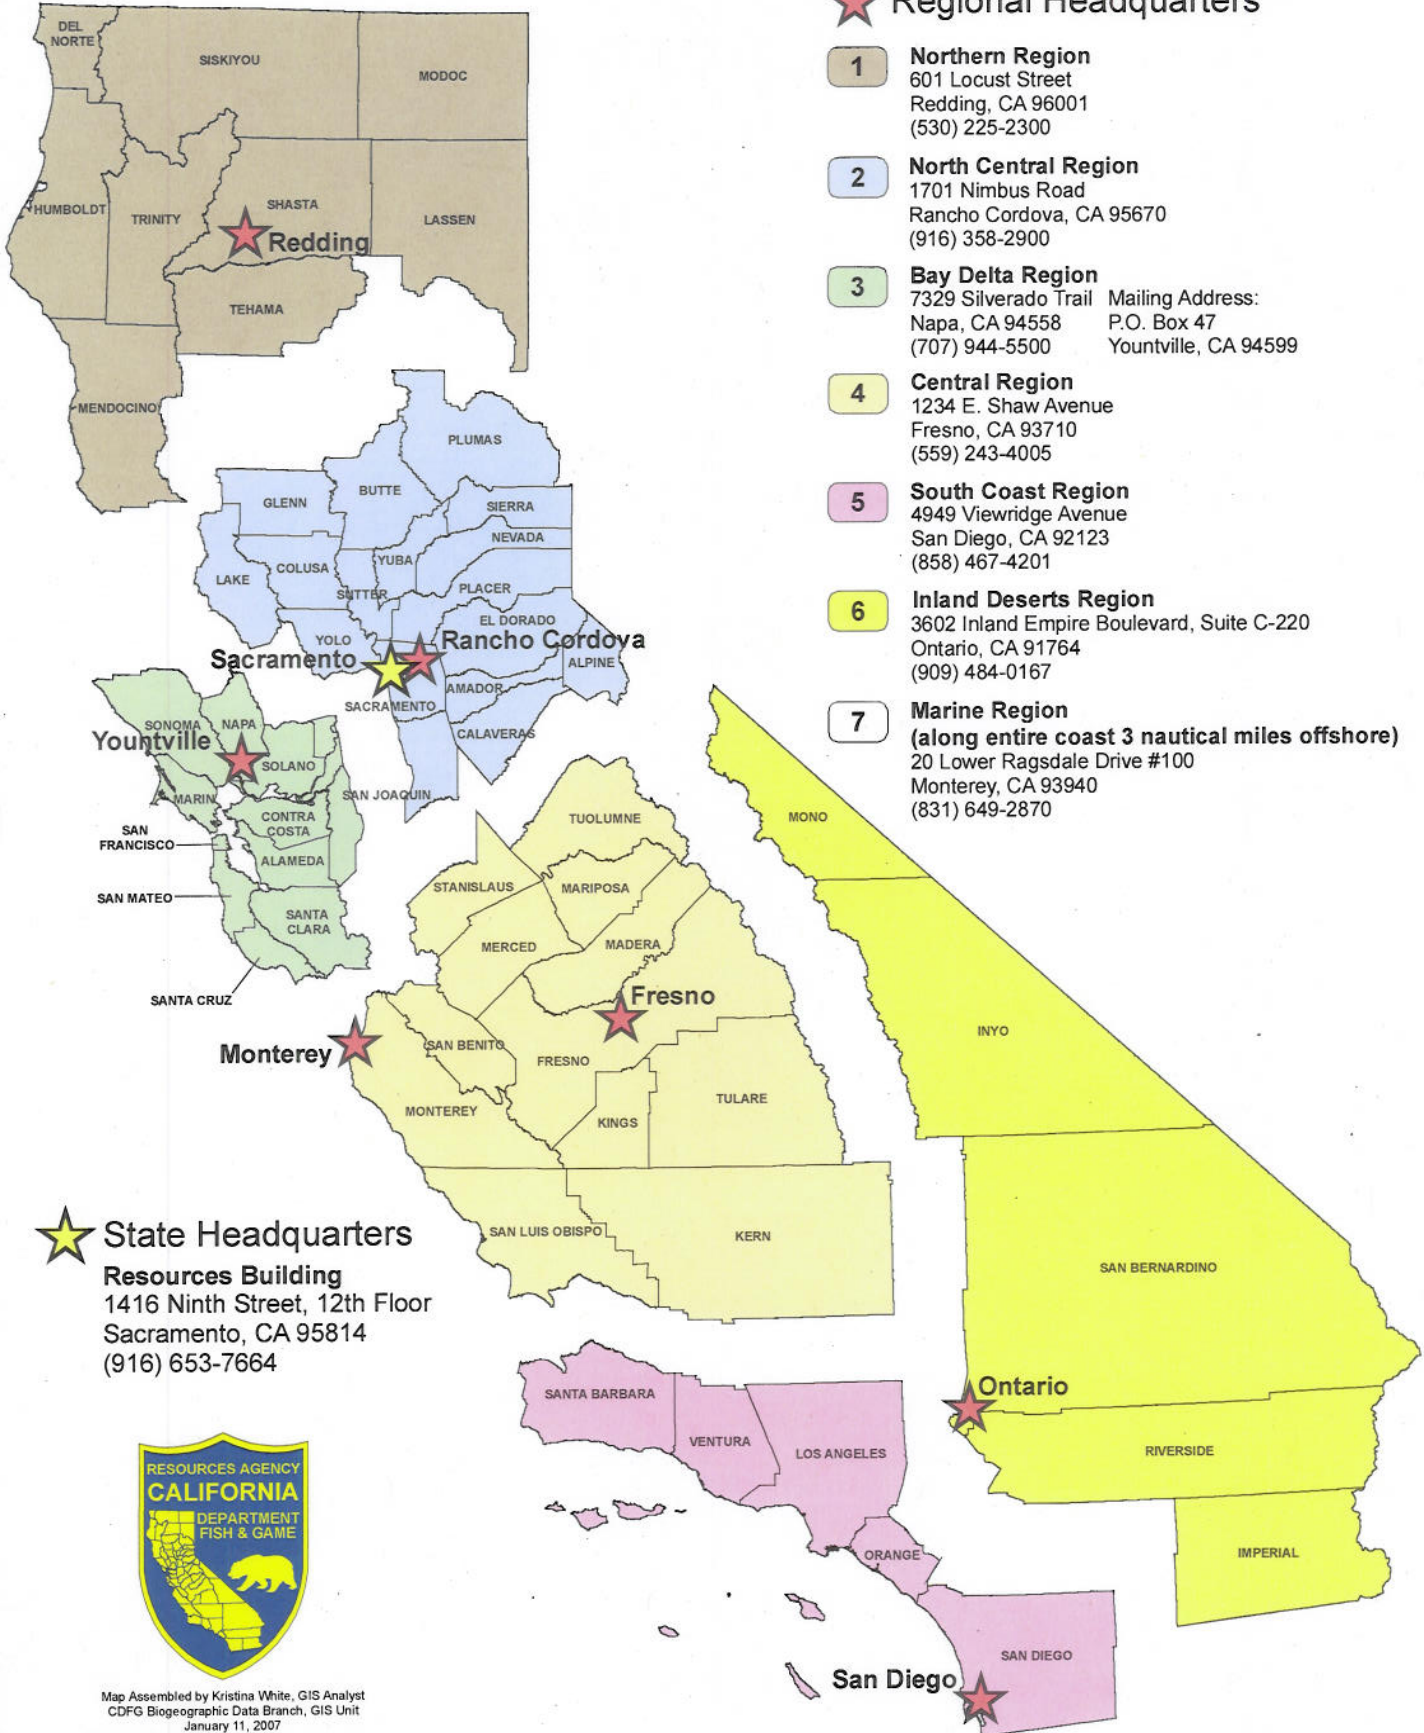 Regional Headquarters
1
Northern Region
601 Locust Street
Redding, CA 96001
(530) 225-2300
2
North Central Region
1701 Nimbus Road
Rancho Cordova, CA 95670
(916) 358-2900
3
Bay Delta Region
7329 Silverado Trail Mailing Address:
Napa, CA 94558 P.O. Box 47
(707) 944-5500 Yountville, CA 94599
4
Central Region
1234 E. Shaw Avenue
Fresno, CA 93710
(559) 243-4005
5
South Coast Region
4949 Viewridge Avenue
San Diego, CA 92123
(858) 467-4201
6
Inland Deserts Region
3602 Inland Empire Boulevard, Suite C-220
Ontario, CA 91764
(909) 484-0167
7
Marine Region
(along entire coast 3 nautical miles offshore)
20 Lower Ragsdale Drive #100
Monterey, CA 93940
(831) 649-2870
DEL
NORTE
SISKIYOU
MODOC
HUMBOLDT
TRINITY
SHASTA
LASSEN
Redding
TEHAMA
MENDOCINO
PLUMAS
GLENN
BUTTE
SIERRA
NEVADA
LAKE
COLUSA
YUBA
SUTTER
PLACER
EL DORADO
YOLO
Rancho Cordova
Sacramento
ALPINE
AMADOR
SACRAMENTO
CALAVERAS
SONOMA
NAPA
Yountville
SOLANO
MARIN
SAN JOAQUIN
CONTRA
COSTA
SAN
FRANCISCO
ALAMEDA
SAN MATEO
SANTA
CLARA
SANTA CRUZ
TUOLUMNE
STANISLAUS
MARIPOSA
MERCED
MADERA
Fresno
Monterey
SAN BENITO
FRESNO
MONTEREY
KINGS
TULARE
SAN LUIS OBISPO
KERN
MONO
INYO
SAN BERNARDINO
Ontario
RIVERSIDE
IMPERIAL
SANTA BARBARA
VENTURA
LOS ANGELES
ORANGE
SAN DIEGO
San Diego
State Headquarters
Resources Building
1416 Ninth Street, 12th Floor
Sacramento, CA 95814
(916) 653-7664
RESOURCES AGENCY
CALIFORNIA
DEPARTMENT
FISH & GAME
Map Assembled by Kristina White, GIS Analyst
CDFG Biogeographic Data Branch, GIS Unit
January 11, 2007